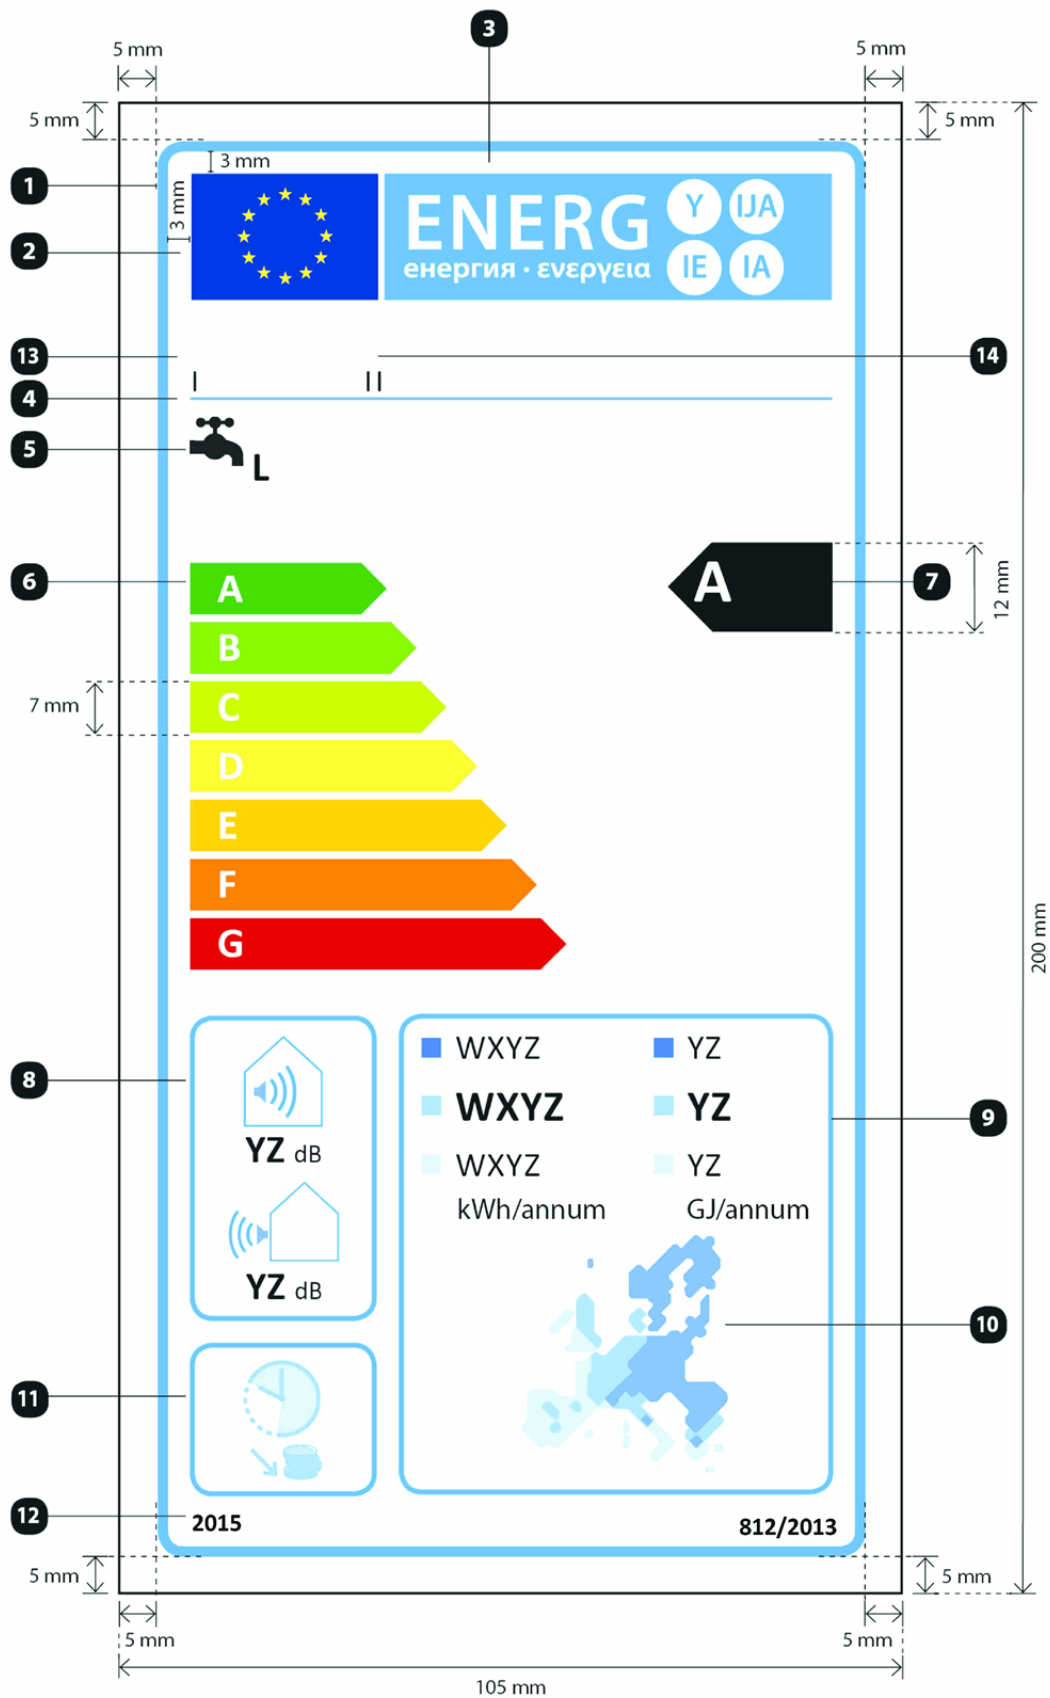 3
5 mm
5 mm
5 mm
5 mm
3 mm
1
3 mm
2
ENERG
енергия · ενεργεια
Y
IJA
IE
IA
13
14
I
II
4
5
L
6
A
A
7
12 mm
B
7 mm
C
D
E
F
G
200 mm
8
WXYZ
YZ
WXYZ
YZ
9
YZ dB
WXYZ
YZ
kWh/annum
GJ/annum
YZ dB
10
11
12
2015
812/2013
5 mm
5 mm
5 mm
5 mm
105 mm